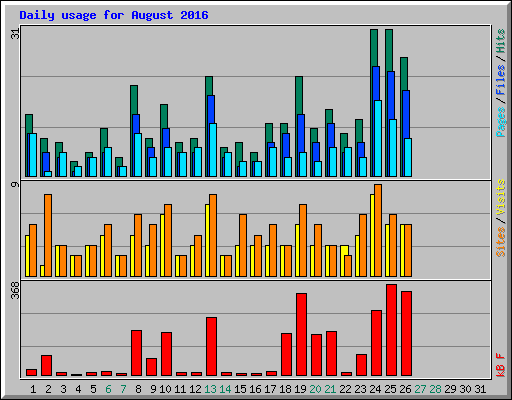 Daily usage for August 2016
31
Pages / Files / Hits
9
Sites / Visits
368
kB F
1 2 3 4 5 6 7 8 9 10 11 12 13 14 15 16 17 18 19 20 21 22 23 24 25 26 27 28 29 30 31